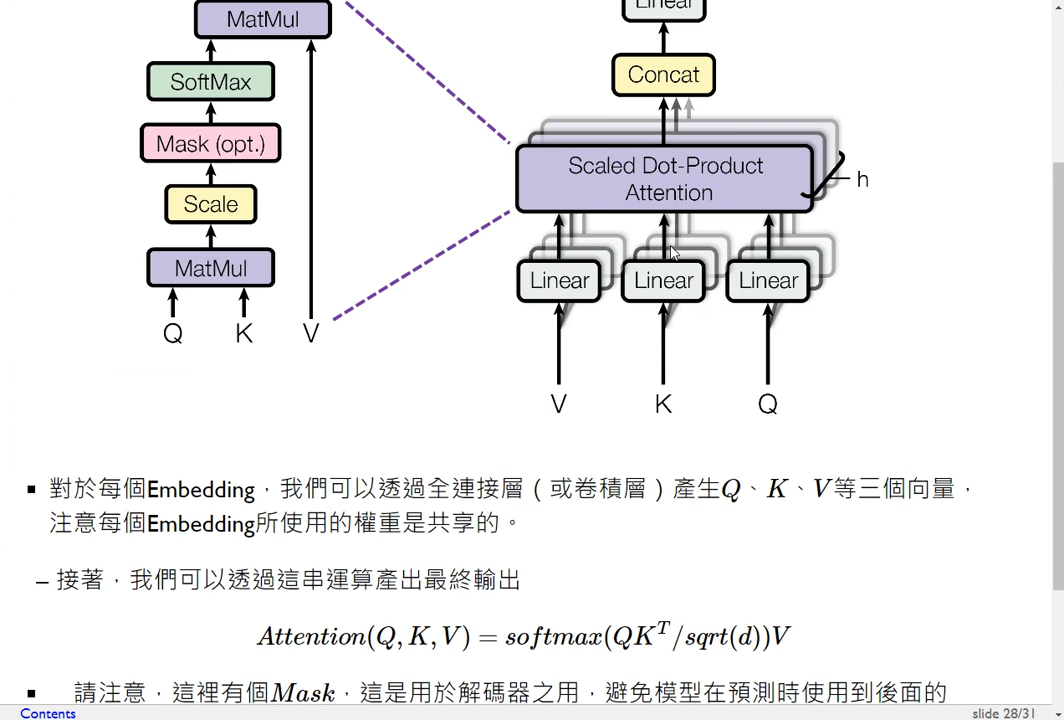 MatMul
SoftMax
Mask (opt.)
Scale
MatMul
Q K V
Linear
Concat
Scaled Dot-Product
Attention
h
Linear Linear Linear
V K Q
▪ 對於每個Embedding，我們可以透過全連接層（或卷積層）產生Q、K、V等三個向量，
注意每個Embedding所使用的權重是共享的。
– 接著，我們可以透過這串運算產出最終輸出
Attention(Q, K, V) = softmax(QK^T/sqrt(d))V
▪ 請注意，這裡有個Mask，這是用於解碼器之用，避免模型在預測時使用到後面的
Contents
slide 28/31